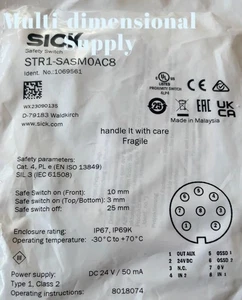 Multi-dimensional
Supply
SICK
Safety Switch
STR1-SASM0AC8
Ident. No.: 1069561
WX23090135
D-79183 Waldkirch
www.sick.com
Made in Malaysia
handle it with care
Fragile
Safety parameters:
Cat. 4, PL e (EN ISO 13849)
SIL 3 (IEC 61508)
Safe Switch on (Front): 10 mm
Safe switch on (Top): 3 mm
Safe switch off: 25 mm
Enclosure rating: IP67, IP69K
Operating temperature: -30°C to +70°C
Power supply: DC 24 V / 50 mA
Type 1, Class 2
Operating instructions: 8018074
1 OUT AUX 5 OSSD 1
2 24V DC 6 OSSD 2
3 N.C. 7 0 V
4 IN 2 8 IN 1